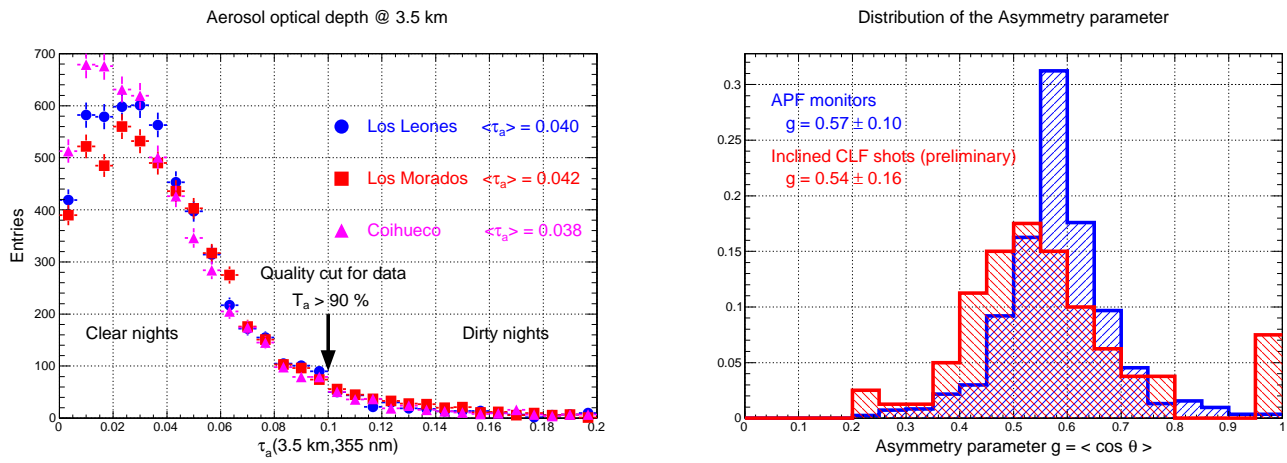 Aerosol optical depth @ 3.5 km
Entries
700
600
500
400
300
200
100
0
Los Leones <τa> = 0.040
Los Morados <τa> = 0.042
Coihueco <τa> = 0.038
Quality cut for data
Ta > 90 %
Clear nights
Dirty nights
0 0.02 0.04 0.06 0.08 0.1 0.12 0.14 0.16 0.18 0.2
τa(3.5 km,355 nm)
Distribution of the Asymmetry parameter
0.3
0.25
0.2
0.15
0.1
0.05
0
APF monitors
g = 0.57 ± 0.10
Inclined CLF shots (preliminary)
g = 0.54 ± 0.16
0 0.1 0.2 0.3 0.4 0.5 0.6 0.7 0.8 0.9 1
Asymmetry parameter g = < cos θ >